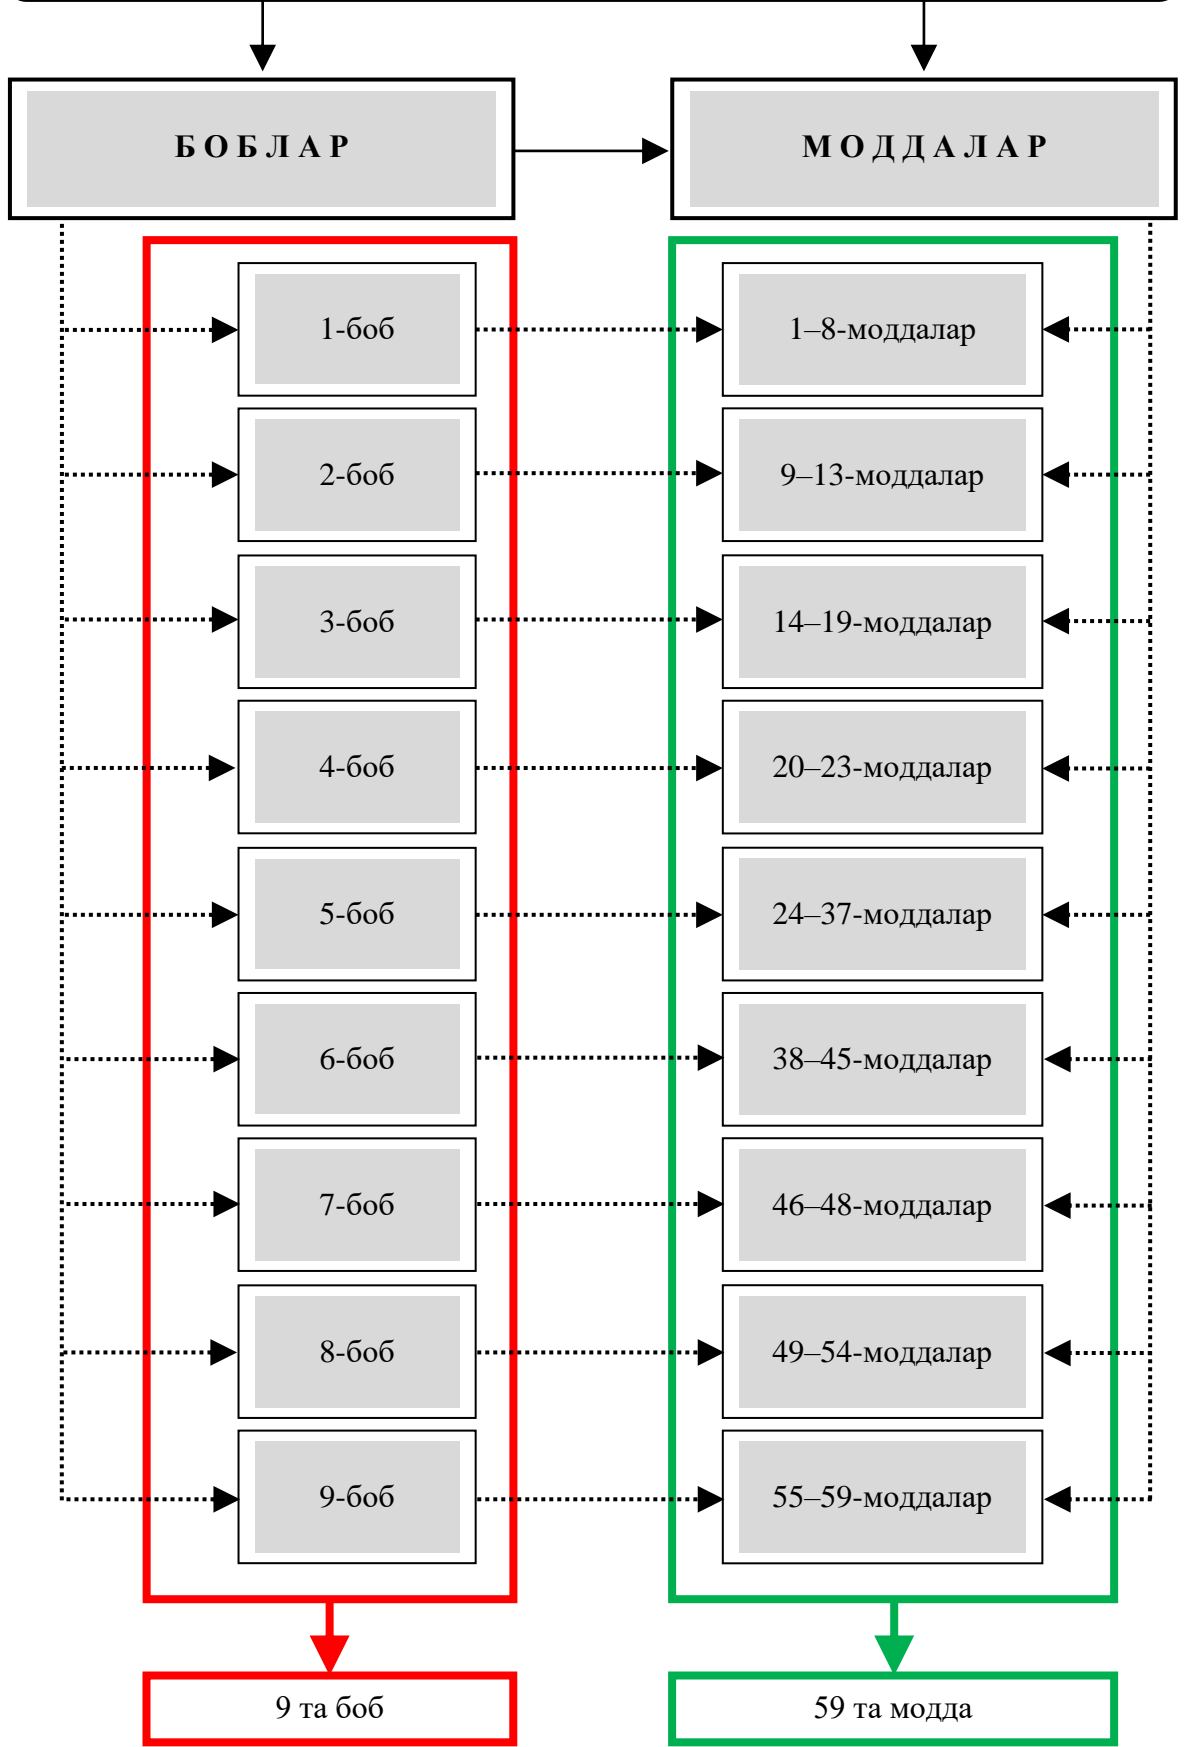 Б О Б Л А Р
М О Д Д А Л А Р
1-боб
1–8-моддалар
2-боб
9–13-моддалар
3-боб
14–19-моддалар
4-боб
20–23-моддалар
5-боб
24–37-моддалар
6-боб
38–45-моддалар
7-боб
46–48-моддалар
8-боб
49–54-моддалар
9-боб
55–59-моддалар
9 та боб
59 та модда